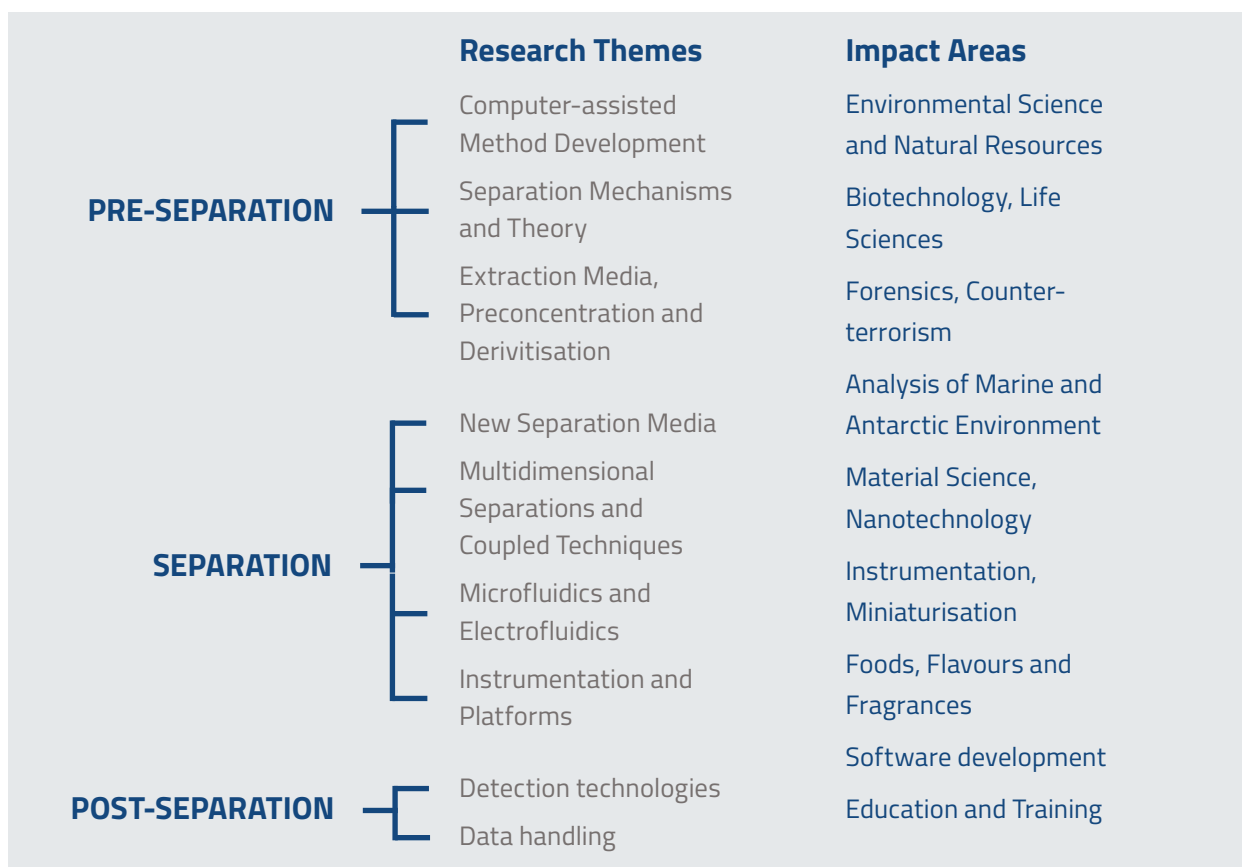 Research Themes
Computer-assisted
Method Development
PRE-SEPARATION
Separation Mechanisms
and Theory
Extraction Media,
Preconcentration and
Derivitisation
New Separation Media
Multidimensional
Separations and
Coupled Techniques
SEPARATION
Microfluidics and
Electrofluidics
Instrumentation and
Platforms
POST-SEPARATION
Detection technologies
Data handling
Impact Areas
Environmental Science
and Natural Resources
Biotechnology, Life
Sciences
Forensics, Counter-
terrorism
Analysis of Marine and
Antarctic Environment
Material Science,
Nanotechnology
Instrumentation,
Miniaturisation
Foods, Flavours and
Fragrances
Software development
Education and Training